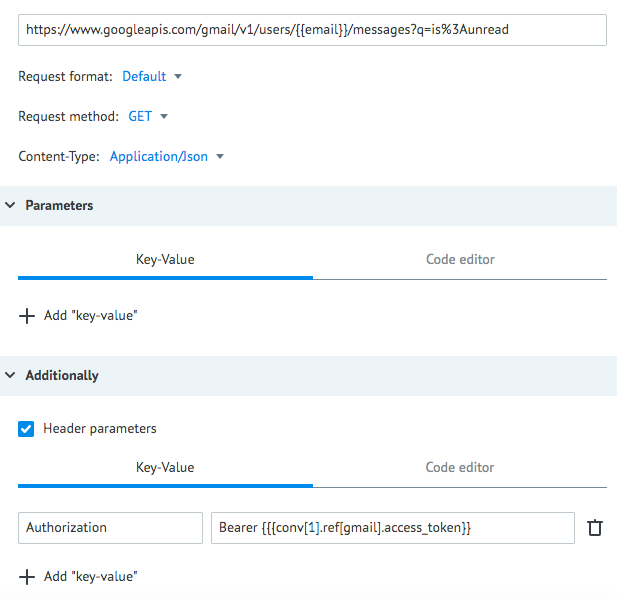 https://www.googleapis.com/gmail/v1/users/{{email}}/messages?q=is%3Aunread
Request format: Default
Request method: GET
Content-Type: Application/Json
Parameters
Key-Value Code editor
Add "key-value"
Additionally
Header parameters
Key-Value Code editor
Authorization Bearer {{{conv[1].ref[gmail].access_token}}
Add "key-value"